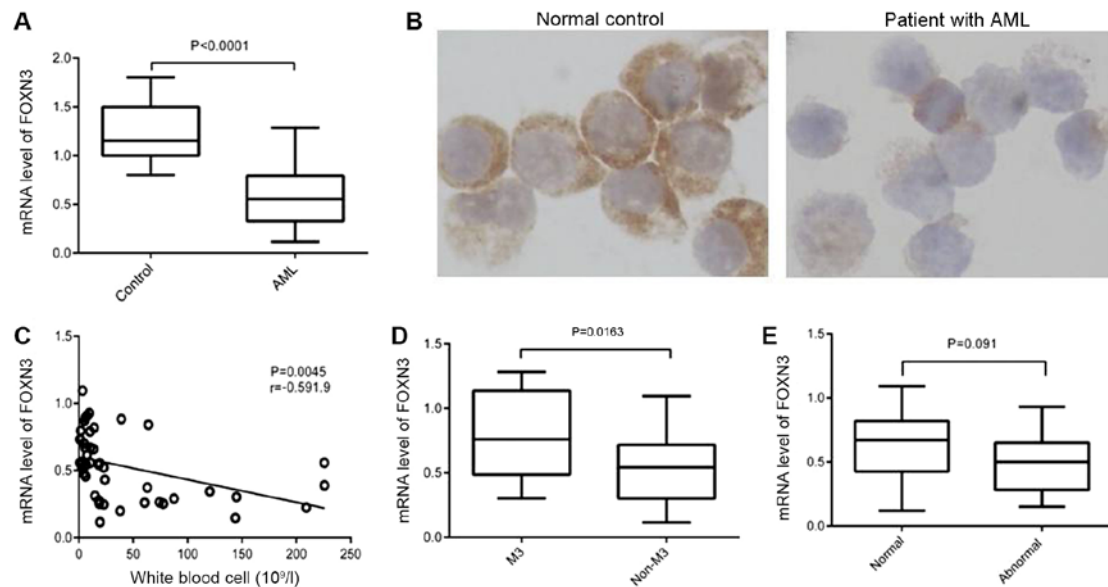 A
P<0.0001
mRNA level of FOXN3
2.0
1.5
1.0
0.5
0.0
Control
AML
B
Normal control
Patient with AML
C
P=0.0045
r=-0.591.9
mRNA level of FOXN3
1.5
1.0
0.5
0.0
0
50
100
150
200
250
White blood cell (10⁹/l)
D
P=0.0163
mRNA level of FOXN3
1.5
1.0
0.5
0.0
M3
Non-M3
E
P=0.091
mRNA level of FOXN3
1.5
1.0
0.5
0.0
Normal
Abnormal